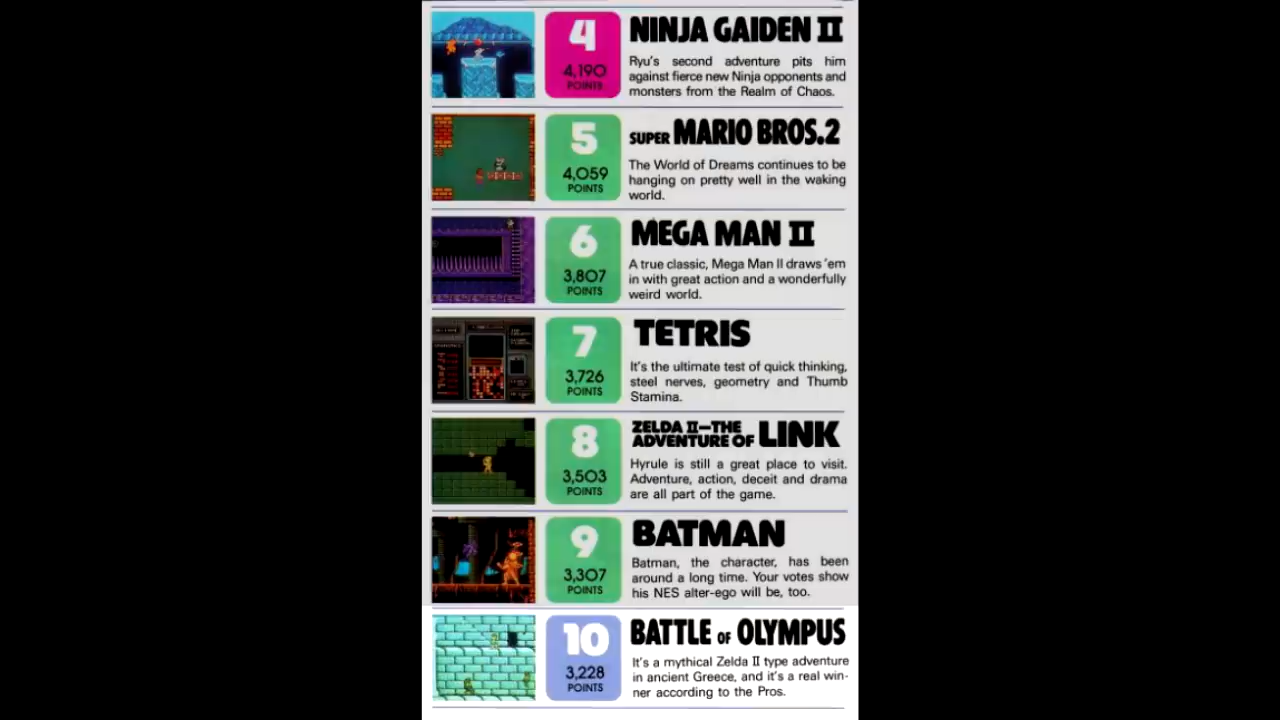 4
4,190
POINTS
NINJA GAIDEN II
Ryu's second adventure pits him
against fierce new Ninja opponents and
monsters from the Realm of Chaos.
5
4,059
POINTS
SUPER MARIO BROS.2
The World of Dreams continues to be
hanging on pretty well in the waking
world.
6
3,807
POINTS
MEGA MAN II
A true classic, Mega Man II draws 'em
in with great action and a wonderfully
weird world.
7
3,726
POINTS
TETRIS
It's the ultimate test of quick thinking,
steel nerves, geometry and Thumb
Stamina.
8
3,503
POINTS
ZELDA II—THE
ADVENTURE OF LINK
Hyrule is still a great place to visit.
Adventure, action, deceit and drama
are all part of the game.
9
3,307
POINTS
BATMAN
Batman, the character, has been
around a long time. Your votes show
his NES alter-ego will be, too.
10
3,228
POINTS
BATTLE OF OLYMPUS
It's a mythical Zelda II type adventure
in ancient Greece, and it's a real win-
ner according to the Pros.